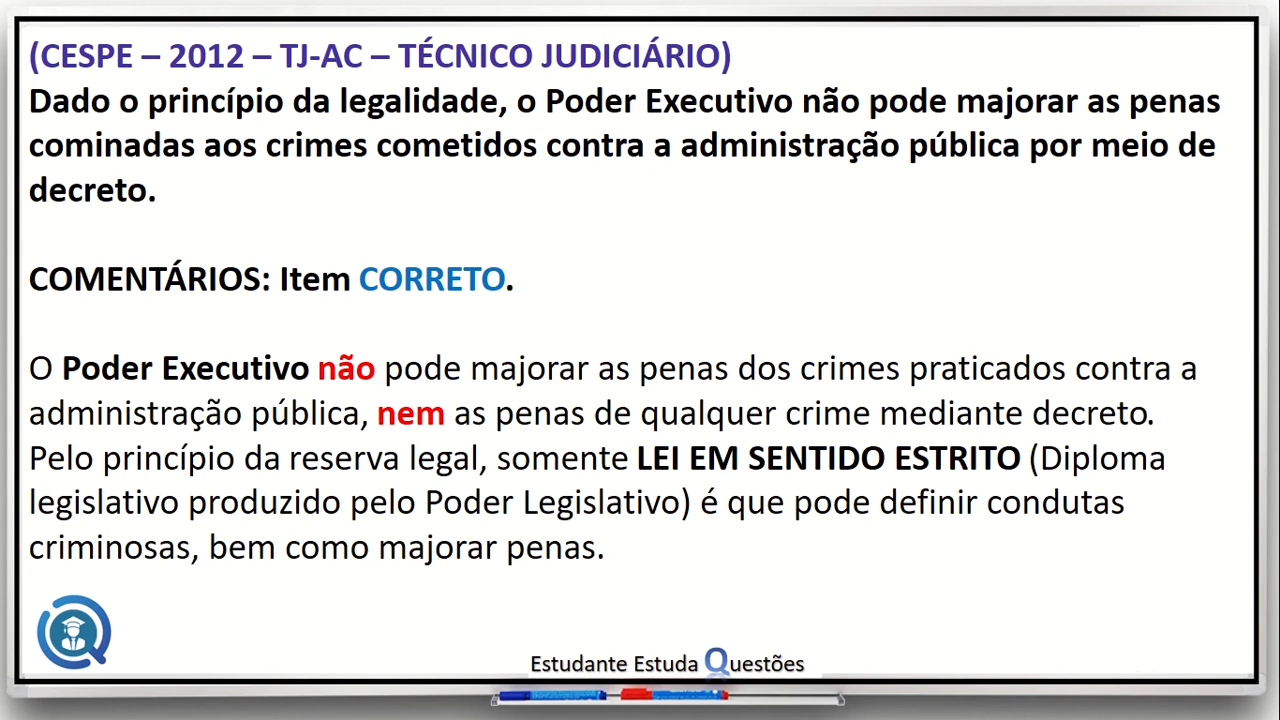 (CESPE – 2012 – TJ-AC – TÉCNICO JUDICIÁRIO)
Dado o princípio da legalidade, o Poder Executivo não pode majorar as penas
cominadas aos crimes cometidos contra a administração pública por meio de
decreto.
COMENTÁRIOS: Item CORRETO.
O Poder Executivo não pode majorar as penas dos crimes praticados contra a
administração pública, nem as penas de qualquer crime mediante decreto.
Pelo princípio da reserva legal, somente LEI EM SENTIDO ESTRITO (Diploma
legislativo produzido pelo Poder Legislativo) é que pode definir condutas
criminosas, bem como majorar penas.
Estudante Estuda Questões